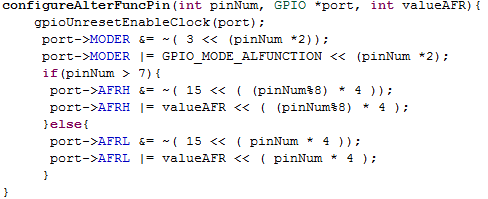 configureAlterFuncPin(int pinNum, GPIO *port, int valueAFR){
gpioUnresetEnableClock(port);
port->MODER &= ~( 3 << (pinNum *2));
port->MODER |= GPIO_MODE_ALFUNCTION << (pinNum *2);
if(pinNum > 7){
port->AFRH &= ~( 15 << ( (pinNum%8) * 4 ));
port->AFRH |= valueAFR << ( (pinNum%8) * 4 );
}else{
port->AFRL &= ~( 15 << ( pinNum * 4 ));
port->AFRL |= valueAFR << ( pinNum * 4 );
}
}